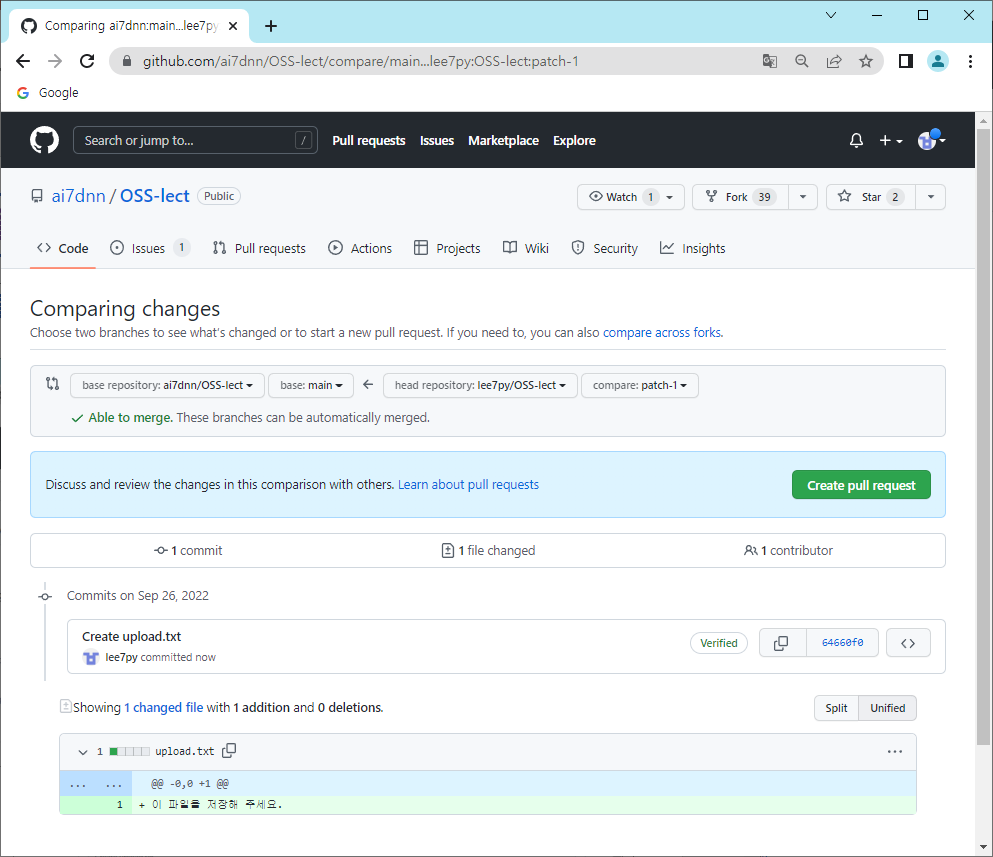 Comparing ai7dnn:main...lee7py
github.com/ai7dnn/OSS-lect/compare/main...lee7py:OSS-lect:patch-1
Google
Search or jump to... / Pull requests Issues Marketplace Explore
ai7dnn / OSS-lect Public Watch 1 Fork 39 Star 2
Code Issues 1 Pull requests Actions Projects Wiki Security Insights
Comparing changes
Choose two branches to see what's changed or to start a new pull request. If you need to, you can also compare across forks.
base repository: ai7dnn/OSS-lect base: main head repository: lee7py/OSS-lect compare: patch-1
Able to merge. These branches can be automatically merged.
Discuss and review the changes in this comparison with others. Learn about pull requests Create pull request
1 commit 1 file changed 1 contributor
Commits on Sep 26, 2022
Create upload.txt
lee7py committed now Verified 64660f0
Showing 1 changed file with 1 addition and 0 deletions. Split Unified
1 upload.txt ...
... ... @@ -0,0 +1 @@
1 + 이 파일을 저장해 주세요.